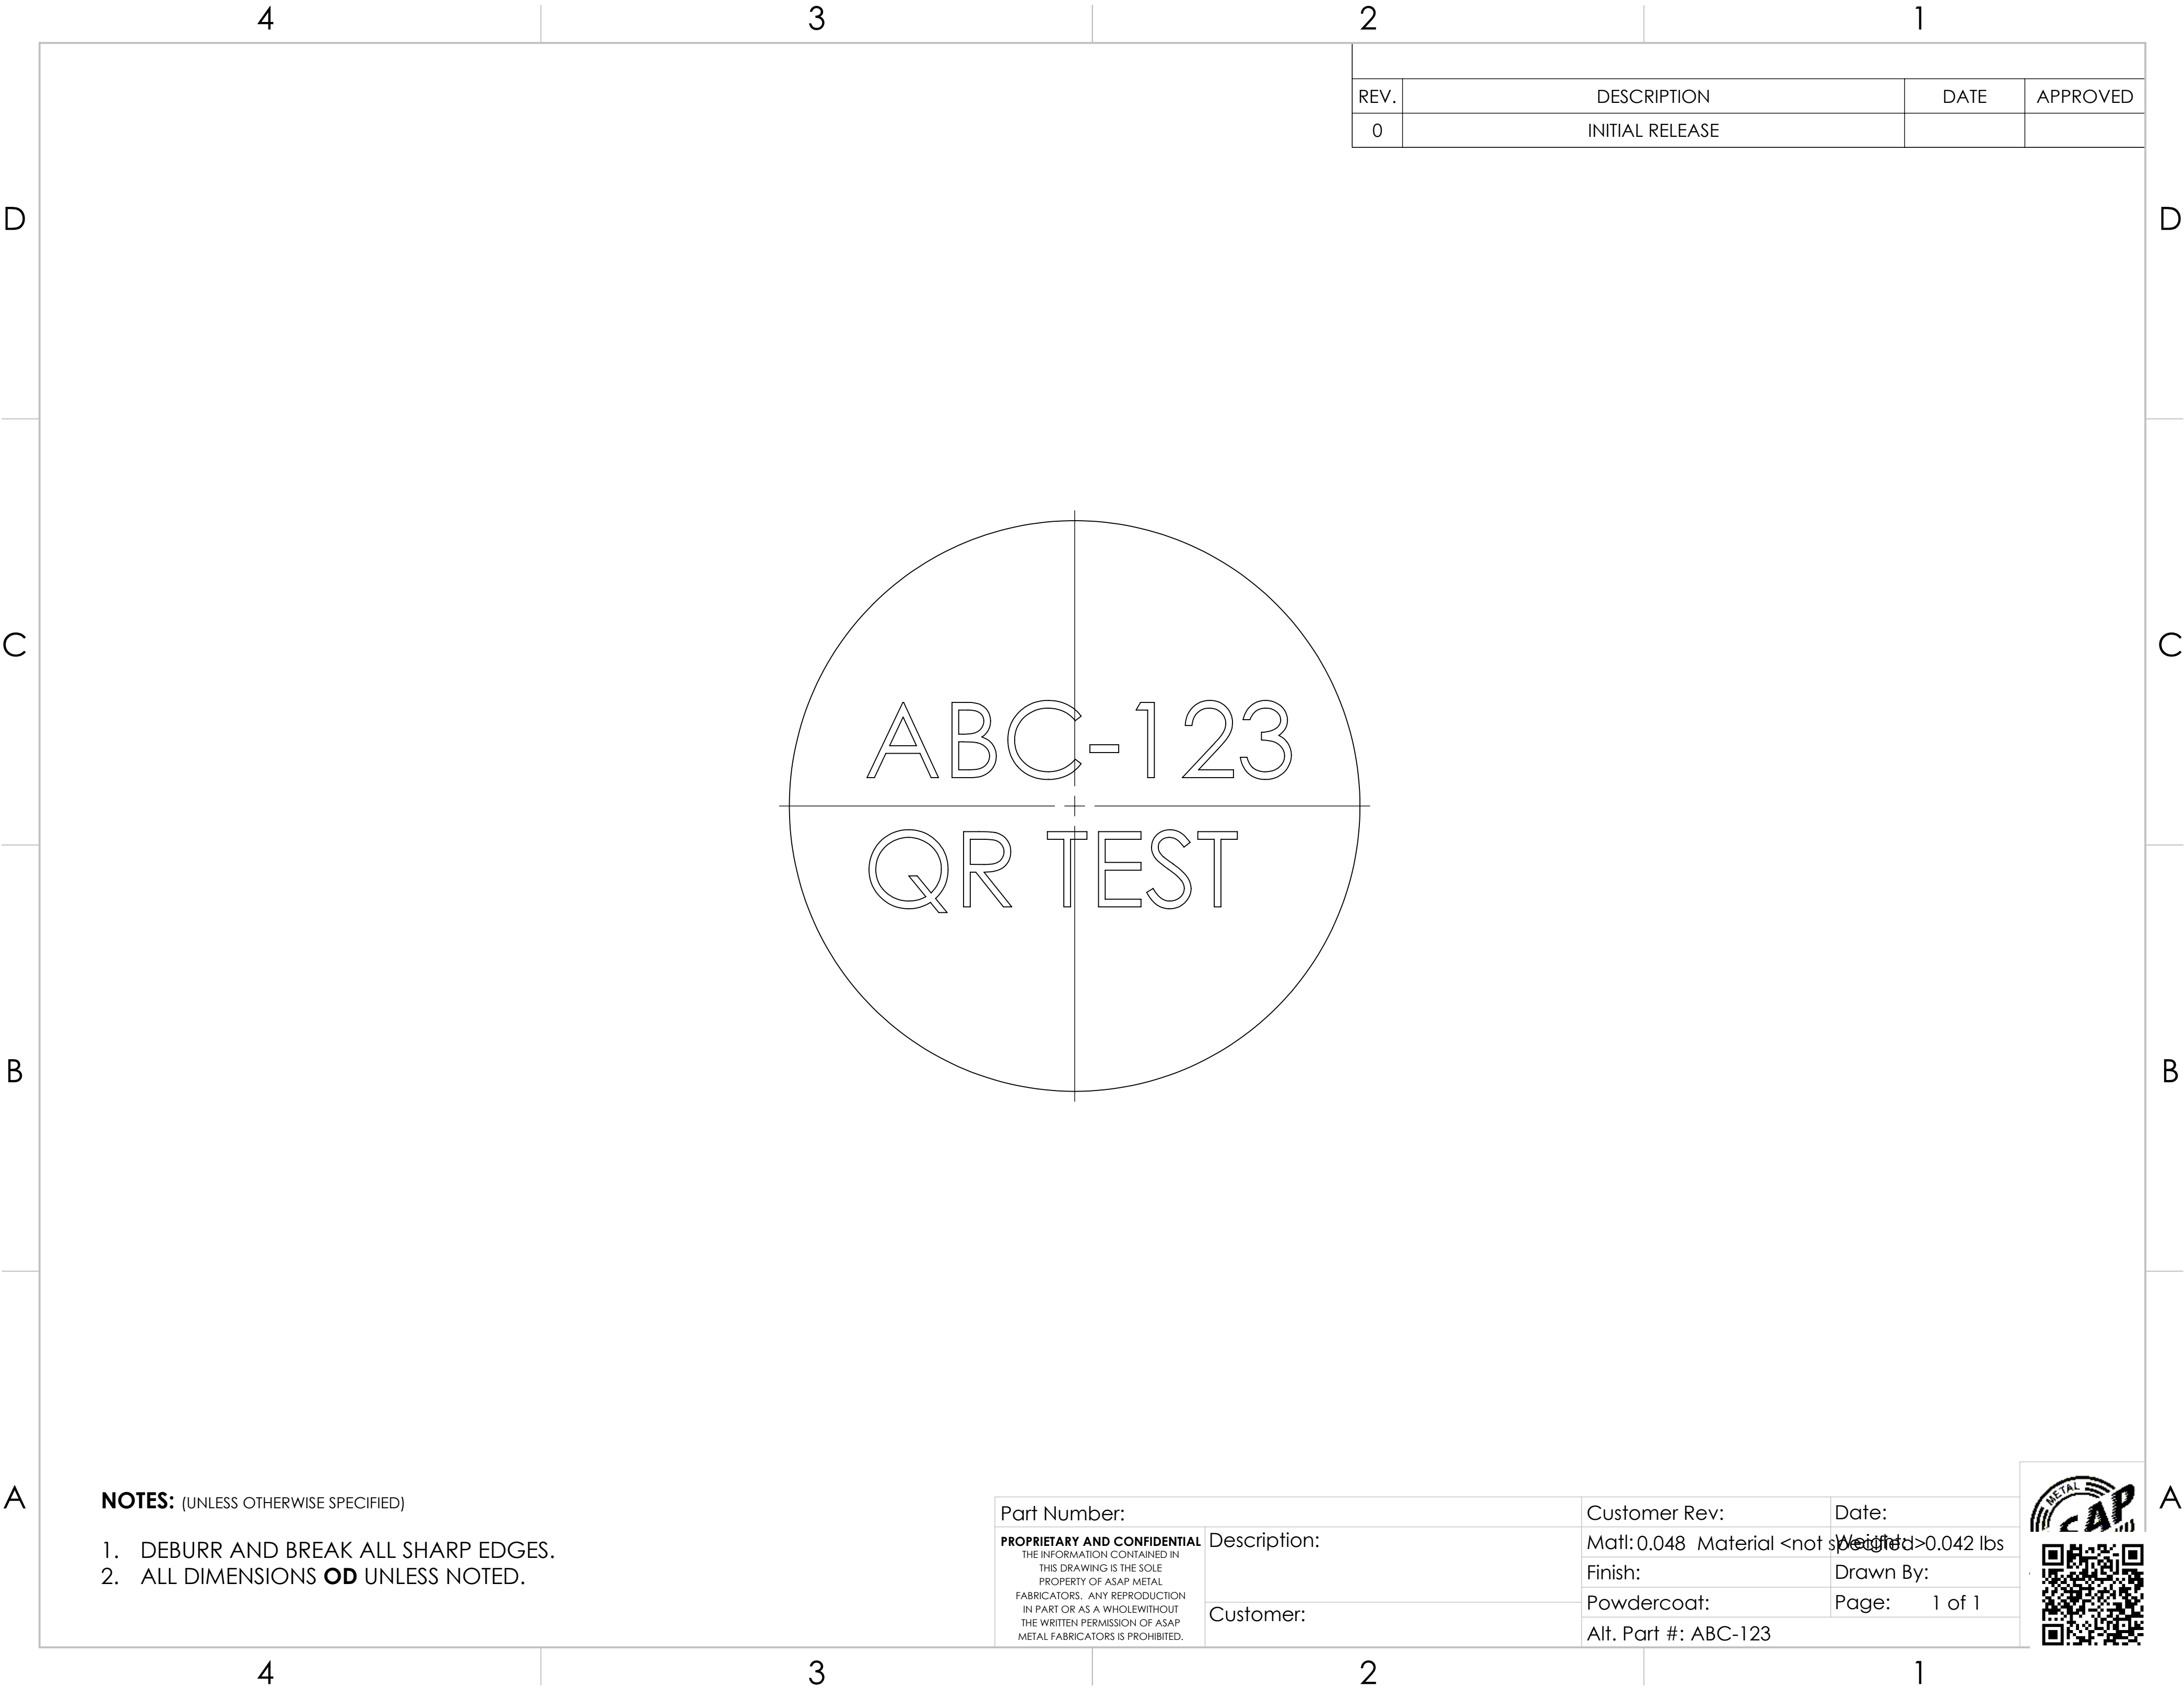 4 3 2 1
REV. DESCRIPTION DATE APPROVED
0 INITIAL RELEASE
D D
C C
ABC-123
QR TEST
B B
A A
NOTES: (UNLESS OTHERWISE SPECIFIED)
1. DEBURR AND BREAK ALL SHARP EDGES.
2. ALL DIMENSIONS OD UNLESS NOTED.
Part Number:
PROPRIETARY AND CONFIDENTIAL
THE INFORMATION CONTAINED IN
THIS DRAWING IS THE SOLE
PROPERTY OF ASAP METAL
FABRICATORS. ANY REPRODUCTION
IN PART OR AS A WHOLEWITHOUT
THE WRITTEN PERMISSION OF ASAP
METAL FABRICATORS IS PROHIBITED.
Description:
Customer:
Customer Rev:
Date:
Matl: 0.048 Material <not specified>
Weight: 0.042 lbs
Finish:
Drawn By:
Powdercoat:
Page: 1 of 1
Alt. Part #: ABC-123
METAL
4 3 2 1